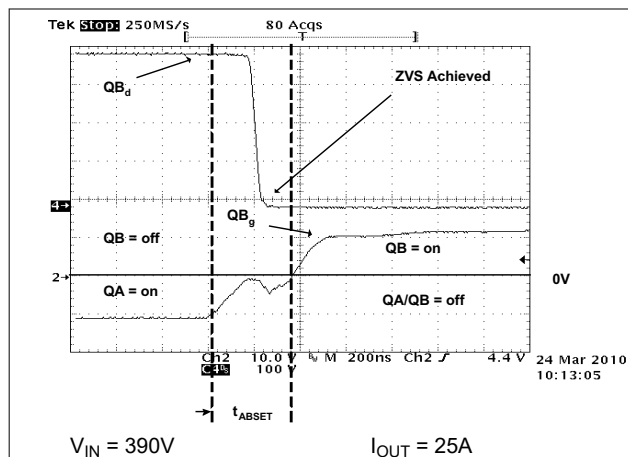 Tek Stop: 250MS/s 80 Acqs
T
QBd
ZVS Achieved
4
QBg
QB = off
QB = on
2
0V
QA = on
QA/QB = off
Ch2 10.0 V BW M 200ns Ch2 4.4 V
24 Mar 2010
C4 100 V
10:13:05
tABSET
VIN = 390V
IOUT = 25A